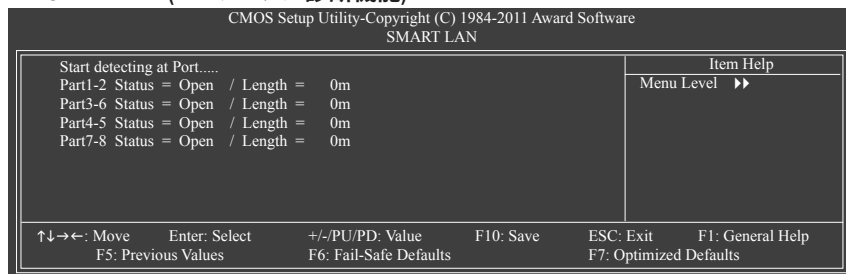 CMOS Setup Utility-Copyright (C) 1984-2011 Award Software
SMART LAN
Start detecting at Port.....
Part1-2 Status = Open / Length = 0m
Part3-6 Status = Open / Length = 0m
Part4-5 Status = Open / Length = 0m
Part7-8 Status = Open / Length = 0m
Item Help
Menu Level
↑↓→←: Move Enter: Select +/-/PU/PD: Value F10: Save ESC: Exit F1: General Help
F5: Previous Values F6: Fail-Safe Defaults F7: Optimized Defaults